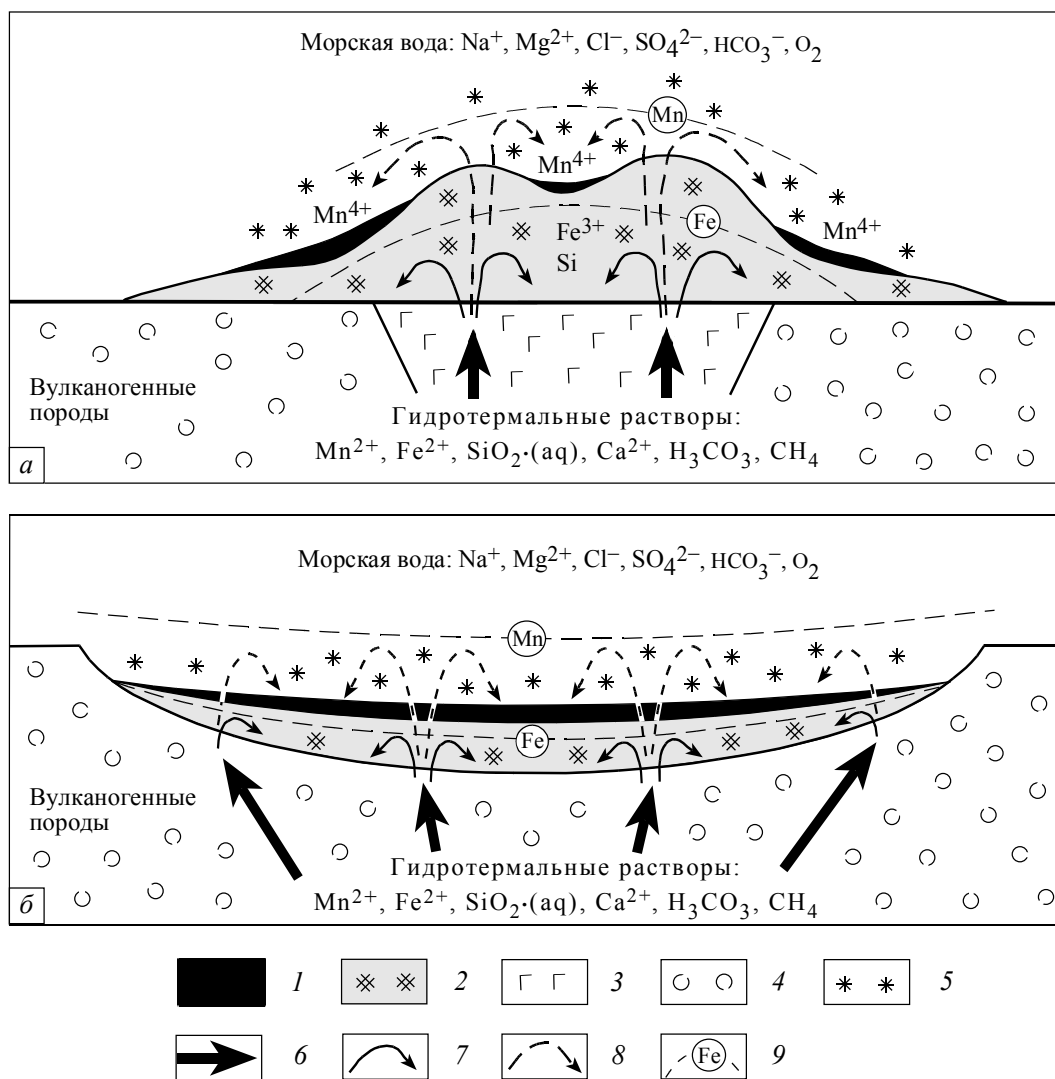 Морская вода: Na⁺, Mg²⁺, Cl⁻, SO₄²⁻, HCO₃⁻, O₂
Mn
Mn⁴⁺
Mn⁴⁺
Mn⁴⁺
Fe
Fe³⁺
Si
Вулканогенные
породы
Гидротермальные растворы:
Mn²⁺, Fe²⁺, SiO₂·(aq), Ca²⁺, H₃CO₃, CH₄
а
Морская вода: Na⁺, Mg²⁺, Cl⁻, SO₄²⁻, HCO₃⁻, O₂
Mn
Fe
Вулканогенные
породы
Гидротермальные растворы:
Mn²⁺, Fe²⁺, SiO₂·(aq), Ca²⁺, H₃CO₃, CH₄
б
1 2 3 4 5
6 7 8 Fe 9